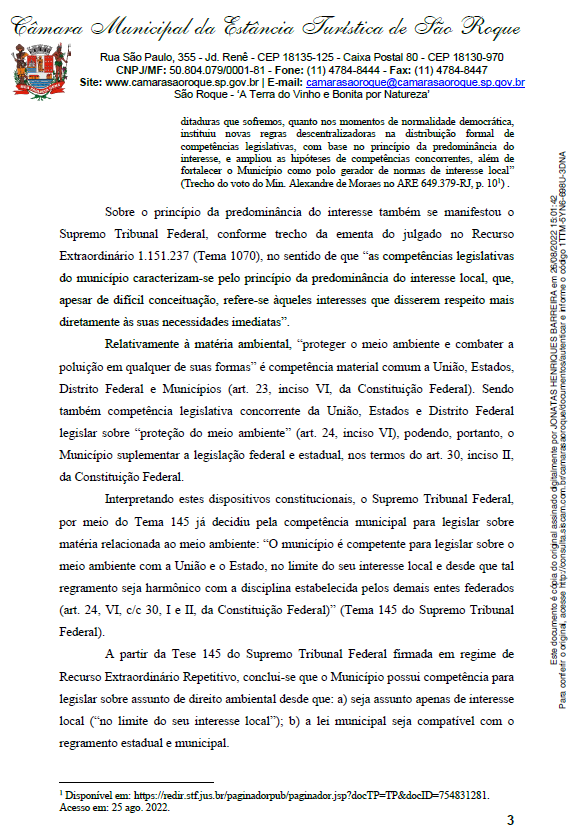 Câmara Municipal da Estância Turística de São Roque
Rua São Paulo, 355 - Jd. Renê - CEP 18135-125 - Caixa Postal 80 - CEP 18130-970
CNPJ/MF: 50.804.079/0001-81 - Fone: (11) 4784-8444 - Fax: (11) 4784-8447
Site: www.camarasaoroque.sp.gov.br | E-mail: camarasaoroque@camarasaoroque.sp.gov.br
São Roque - 'A Terra do Vinho e Bonita por Natureza'
ditaduras que sofremos, quanto nos momentos de normalidade democrática,
instituiu novas regras descentralizadoras na distribuição formal de
competências legislativas, com base no princípio da predominância do
interesse, e ampliou as hipóteses de competências concorrentes, além de
fortalecer o Município como polo gerador de normas de interesse local”
(Trecho do voto do Min. Alexandre de Moraes no ARE 649.379-RJ, p. 10¹) .
Sobre o princípio da predominância do interesse também se manifestou o
Supremo Tribunal Federal, conforme trecho da ementa do julgado no Recurso
Extraordinário 1.151.237 (Tema 1070), no sentido de que “as competências legislativas
do município caracterizam-se pelo princípio da predominância do interesse local, que,
apesar de difícil conceituação, refere-se àqueles interesses que disserem respeito mais
diretamente às suas necessidades imediatas”.
Relativamente à matéria ambiental, “proteger o meio ambiente e combater a
poluição em qualquer de suas formas” é competência material comum a União, Estados,
Distrito Federal e Municípios (art. 23, inciso VI, da Constituição Federal). Sendo
também competência legislativa concorrente da União, Estados e Distrito Federal
legislar sobre “proteção do meio ambiente” (art. 24, inciso VI), podendo, portanto, o
Município suplementar a legislação federal e estadual, nos termos do art. 30, inciso II,
da Constituição Federal.
Interpretando estes dispositivos constitucionais, o Supremo Tribunal Federal,
por meio do Tema 145 já decidiu pela competência municipal para legislar sobre
matéria relacionada ao meio ambiente: “O município é competente para legislar sobre o
meio ambiente com a União e o Estado, no limite do seu interesse local e desde que tal
regramento seja harmônico com a disciplina estabelecida pelos demais entes federados
(art. 24, VI, c/c 30, I e II, da Constituição Federal)” (Tema 145 do Supremo Tribunal
Federal).
A partir da Tese 145 do Supremo Tribunal Federal firmada em regime de
Recurso Extraordinário Repetitivo, conclui-se que o Município possui competência para
legislar sobre assunto de direito ambiental desde que: a) seja assunto apenas de interesse
local (“no limite do seu interesse local”); b) a lei municipal seja compatível com o
regramento estadual e municipal.
¹ Disponível em: https://redir.stf.jus.br/paginadorpub/paginador.jsp?docTP=TP&docID=754831281.
Acesso em: 25 ago. 2022.
3
Este documento é cópia do original assinado digitalmente por JONATAS HENRIQUES BARREIRA em 26/08/2022 15:01:42
Para conferir o original, acesse http://consulta.siscam.com.br/camarasaoroque/documentos/autenticar e informe o código 1TTM-5YN6-698U-3DNA